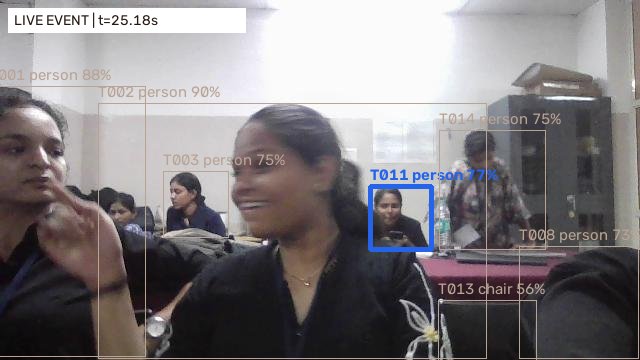 LIVE EVENT | t=25.18s
001 person 88%
T002 person 90%
T014 person 75%
T003 person 75%
T011 person 77%
T008 person 73%
T013 chair 56%